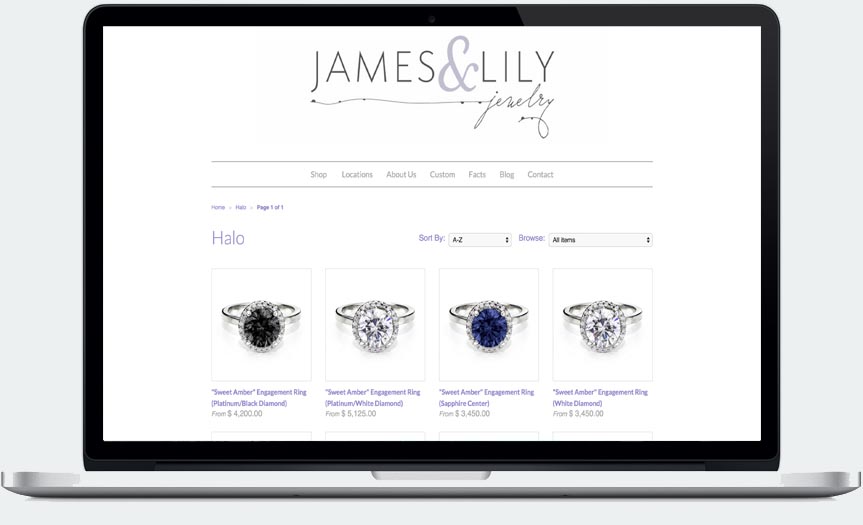 JAMES & LILY
jewelry
Shop Locations About Us Custom Facts Blog Contact
Home > Halo > Page 1 of 1
Halo
Sort By: A-Z Browse: All items
"Sweet Amber" Engagement Ring
(Platinum/Black Diamond)
From $ 4,200.00
"Sweet Amber" Engagement Ring
(Platinum/White Diamond)
From $ 5,125.00
"Sweet Amber" Engagement Ring
(Sapphire Center)
From $ 3,450.00
"Sweet Amber" Engagement Ring
(White Diamond)
From $ 3,450.00